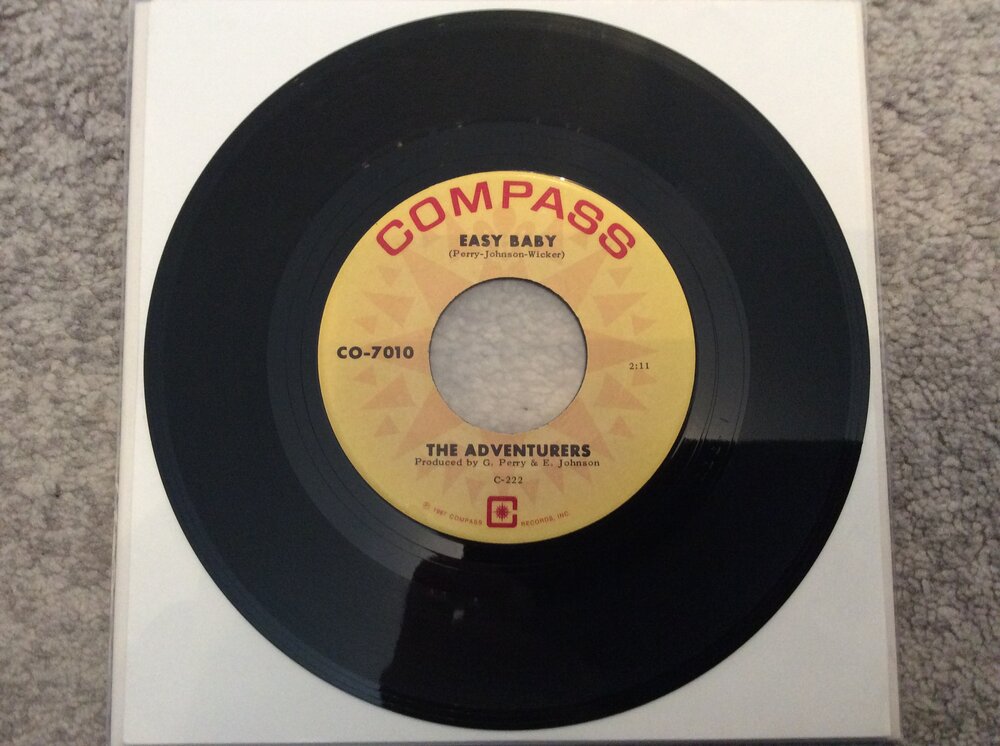 COMPASS
EASY BABY
(Perry-Johnson-Wicker)
CO-7010
2:11
THE ADVENTURERS
Produced by G. Perry & E. Johnson
C-222
℗ 1967 COMPASS RECORDS, INC.